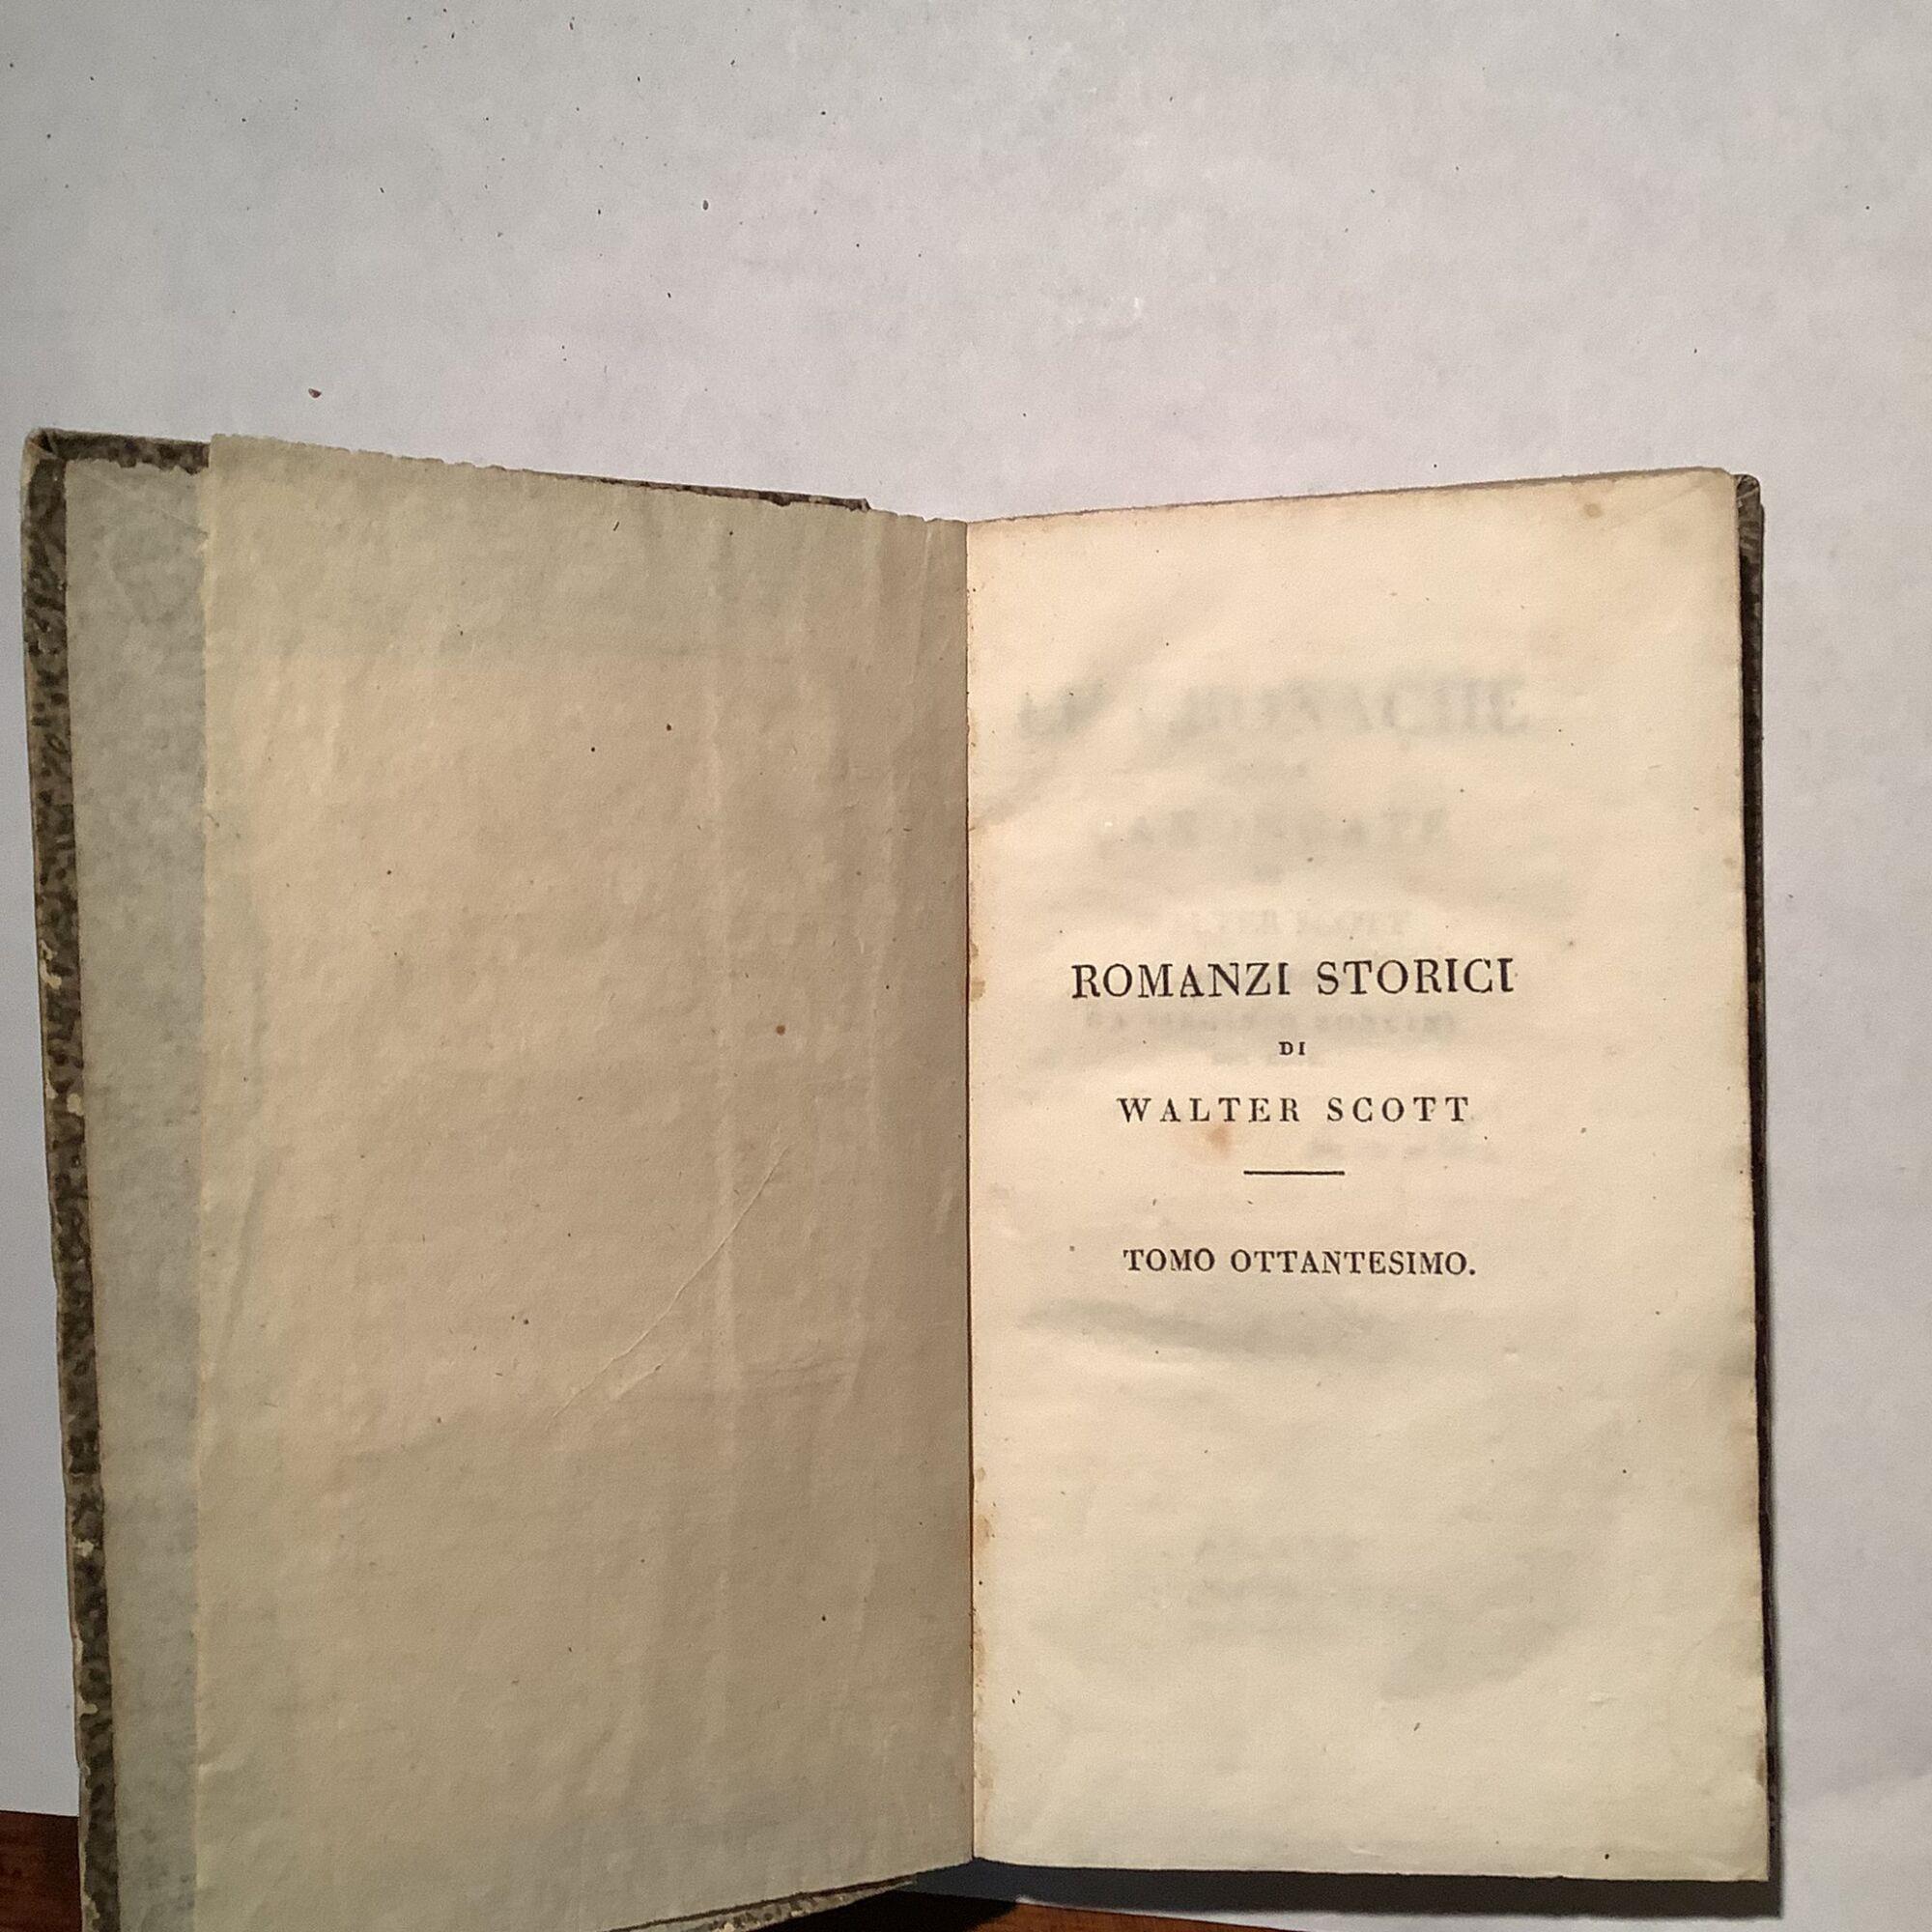 ROMANZI STORICI
DI
WALTER SCOTT
TOMO OTTANTESIMO.